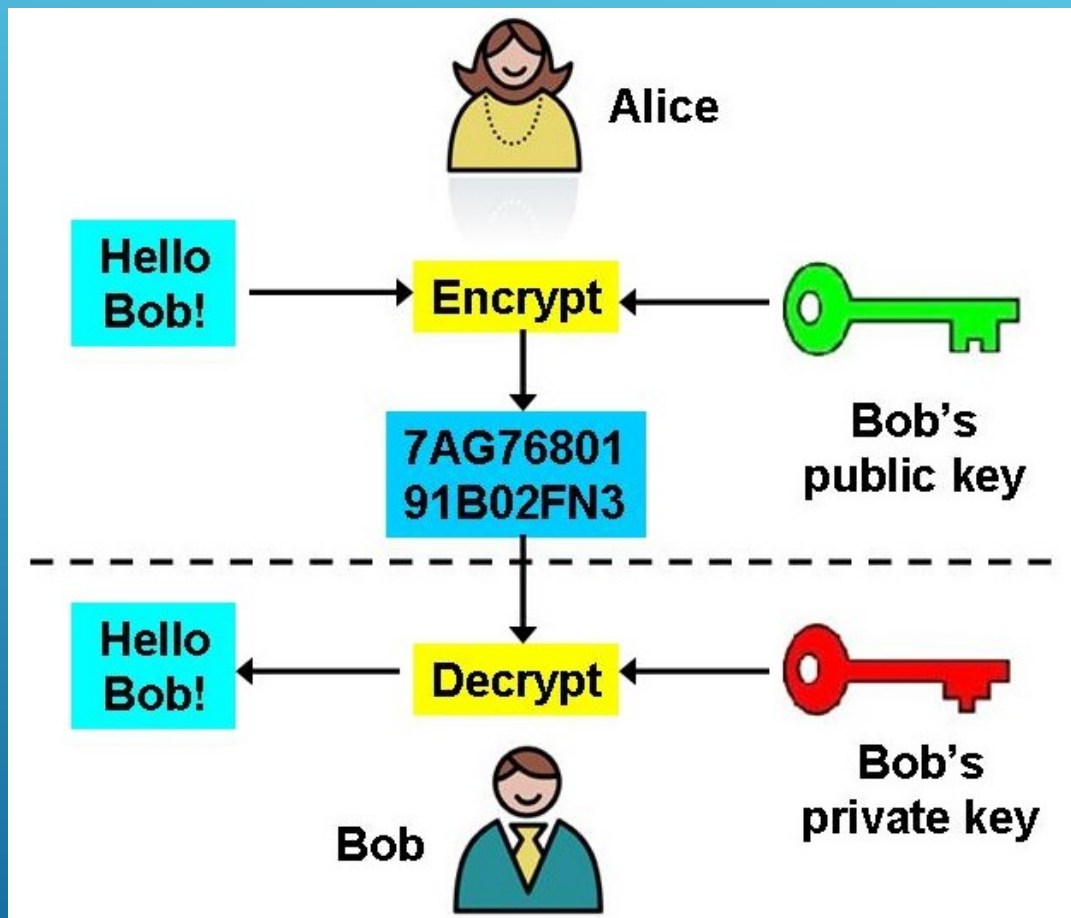 Alice
Hello
Bob!
Encrypt
7AG76801
91B02FN3
Bob’s
public key
Hello
Bob!
Decrypt
Bob’s
private key
Bob